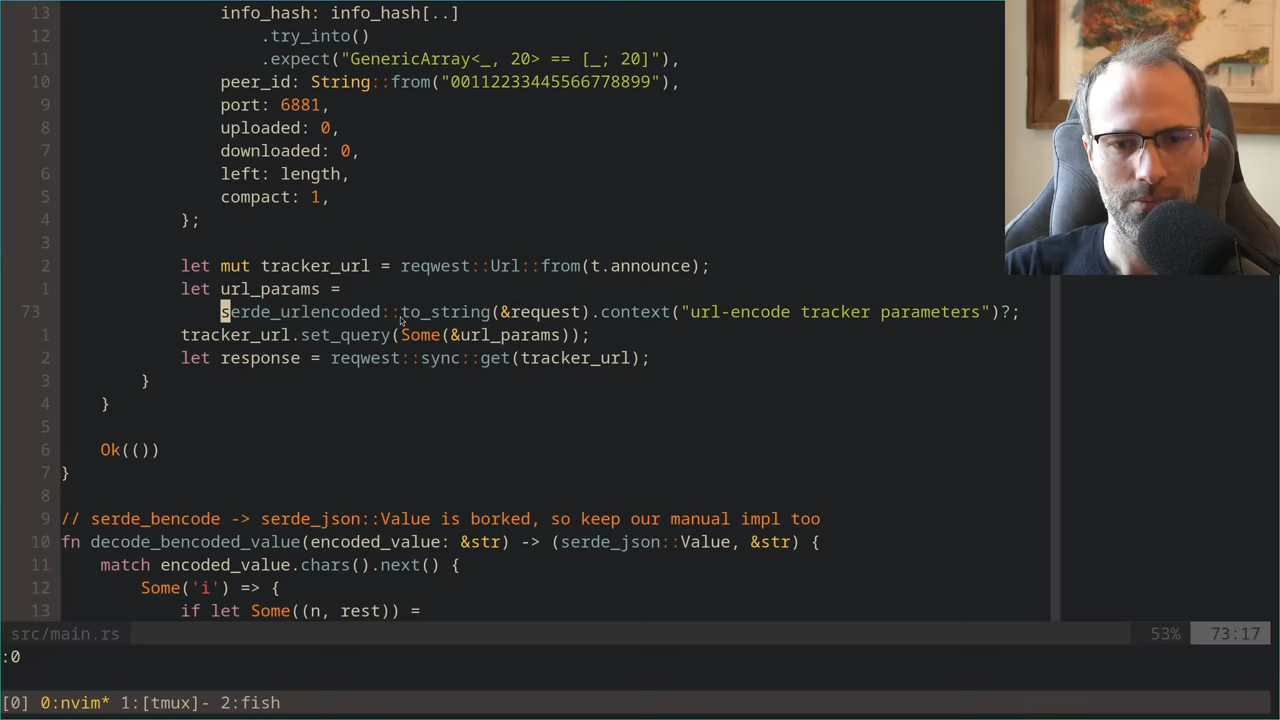 13 info_hash: info_hash[..]
12 .try_into()
11 .expect("GenericArray<_, 20> == [_; 20]"),
10 peer_id: String::from("00112233445566778899"),
9 port: 6881,
8 uploaded: 0,
7 downloaded: 0,
6 left: length,
5 compact: 1,
4 };
3
2 let mut tracker_url = reqwest::Url::from(t.announce);
1 let url_params =
73 serde_urlencoded::to_string(&request).context("url-encode tracker parameters")?;
1 tracker_url.set_query(Some(&url_params));
2 let response = reqwest::sync::get(tracker_url);
3 }
4 }
5
6 Ok(())
7 }
8
9 // serde_bencode -> serde_json::Value is borked, so keep our manual impl too
10 fn decode_bencoded_value(encoded_value: &str) -> (serde_json::Value, &str) {
11 match encoded_value.chars().next() {
12 Some('i') => {
13 if let Some((n, rest)) =
src/main.rs 53% 73:17
:0
[0] 0:nvim* 1:[tmux]- 2:fish